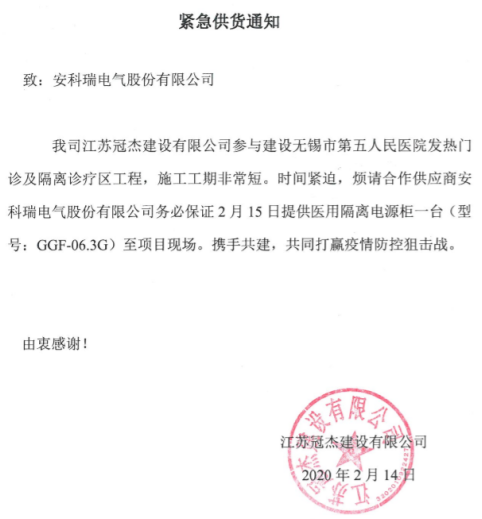 紧急供货通知
致：安科瑞电气股份有限公司
我司江苏冠杰建设有限公司参与建设无锡市第五人民医院发热门
诊及隔离诊疗区工程，施工工期非常短。时间紧迫，烦请合作供应商安
科瑞电气股份有限公司务必保证 2 月 15 日提供医用隔离电源柜一台（型
号：GGF-06.3G）至项目现场。携手共建，共同打赢疫情防控狙击战。
由衷感谢！
江苏冠杰建设有限公司
江苏冠杰建设有限公司
2020 年 2 月 14 日